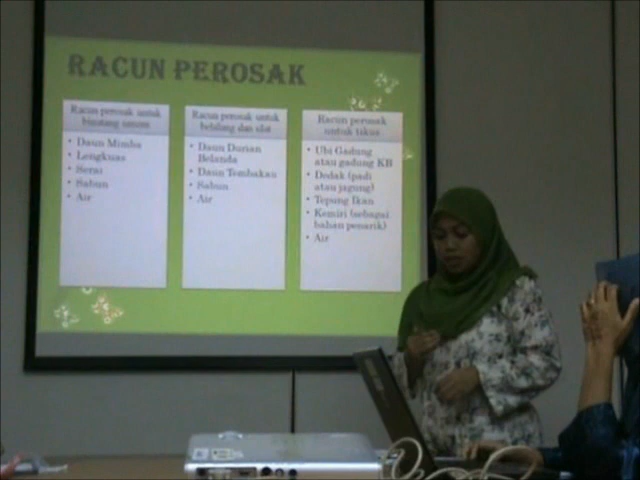 RACUN PEROSAK
Racun perosak untuk
binatang umum
• Daun Mimba
• Lengkuas
• Serai
• Sabun
• Air
Racun perosak untuk
belalang dan ulat
• Daun Durian
Belanda
• Daun Tembakau
• Sabun
• Air
Racun perosak
untuk tikus
• Ubi Gadung
atau gadung KB
• Dedak (padi
atau jagung)
• Tepung Ikan
• Kemiri (sebagai
bahan penarik)
• Air